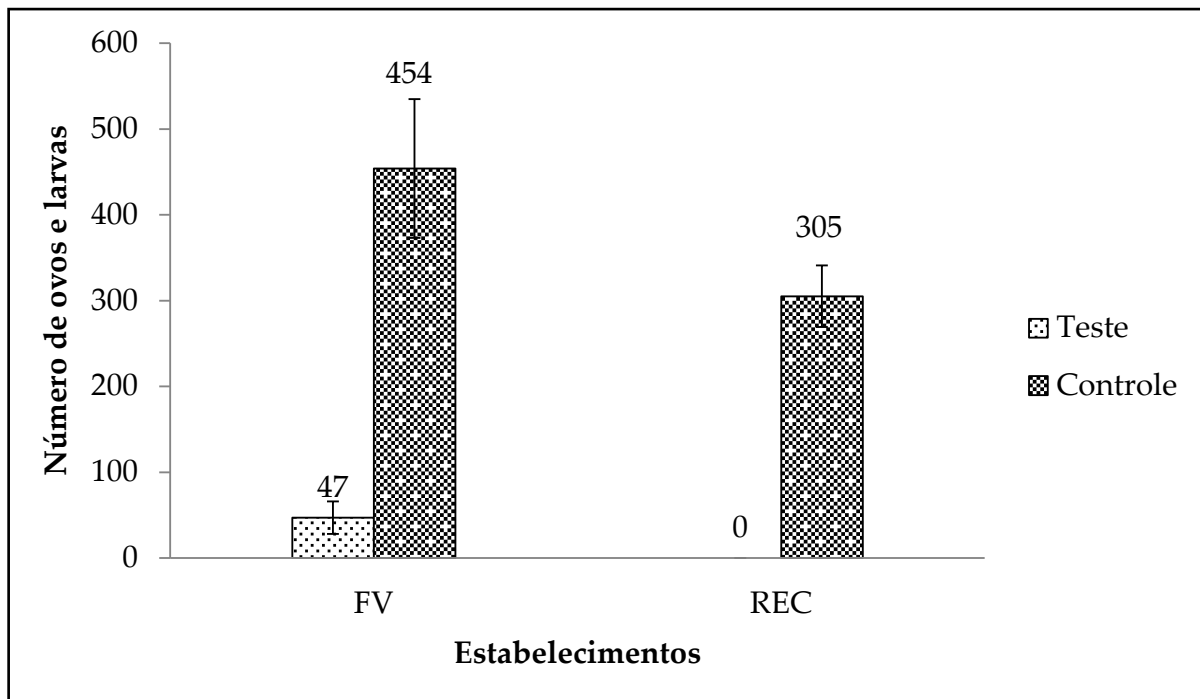 600
500
400
300
200
100
0
Número de ovos e larvas
454
47
305
0
FV
REC
Estabelecimentos
Teste
Controle